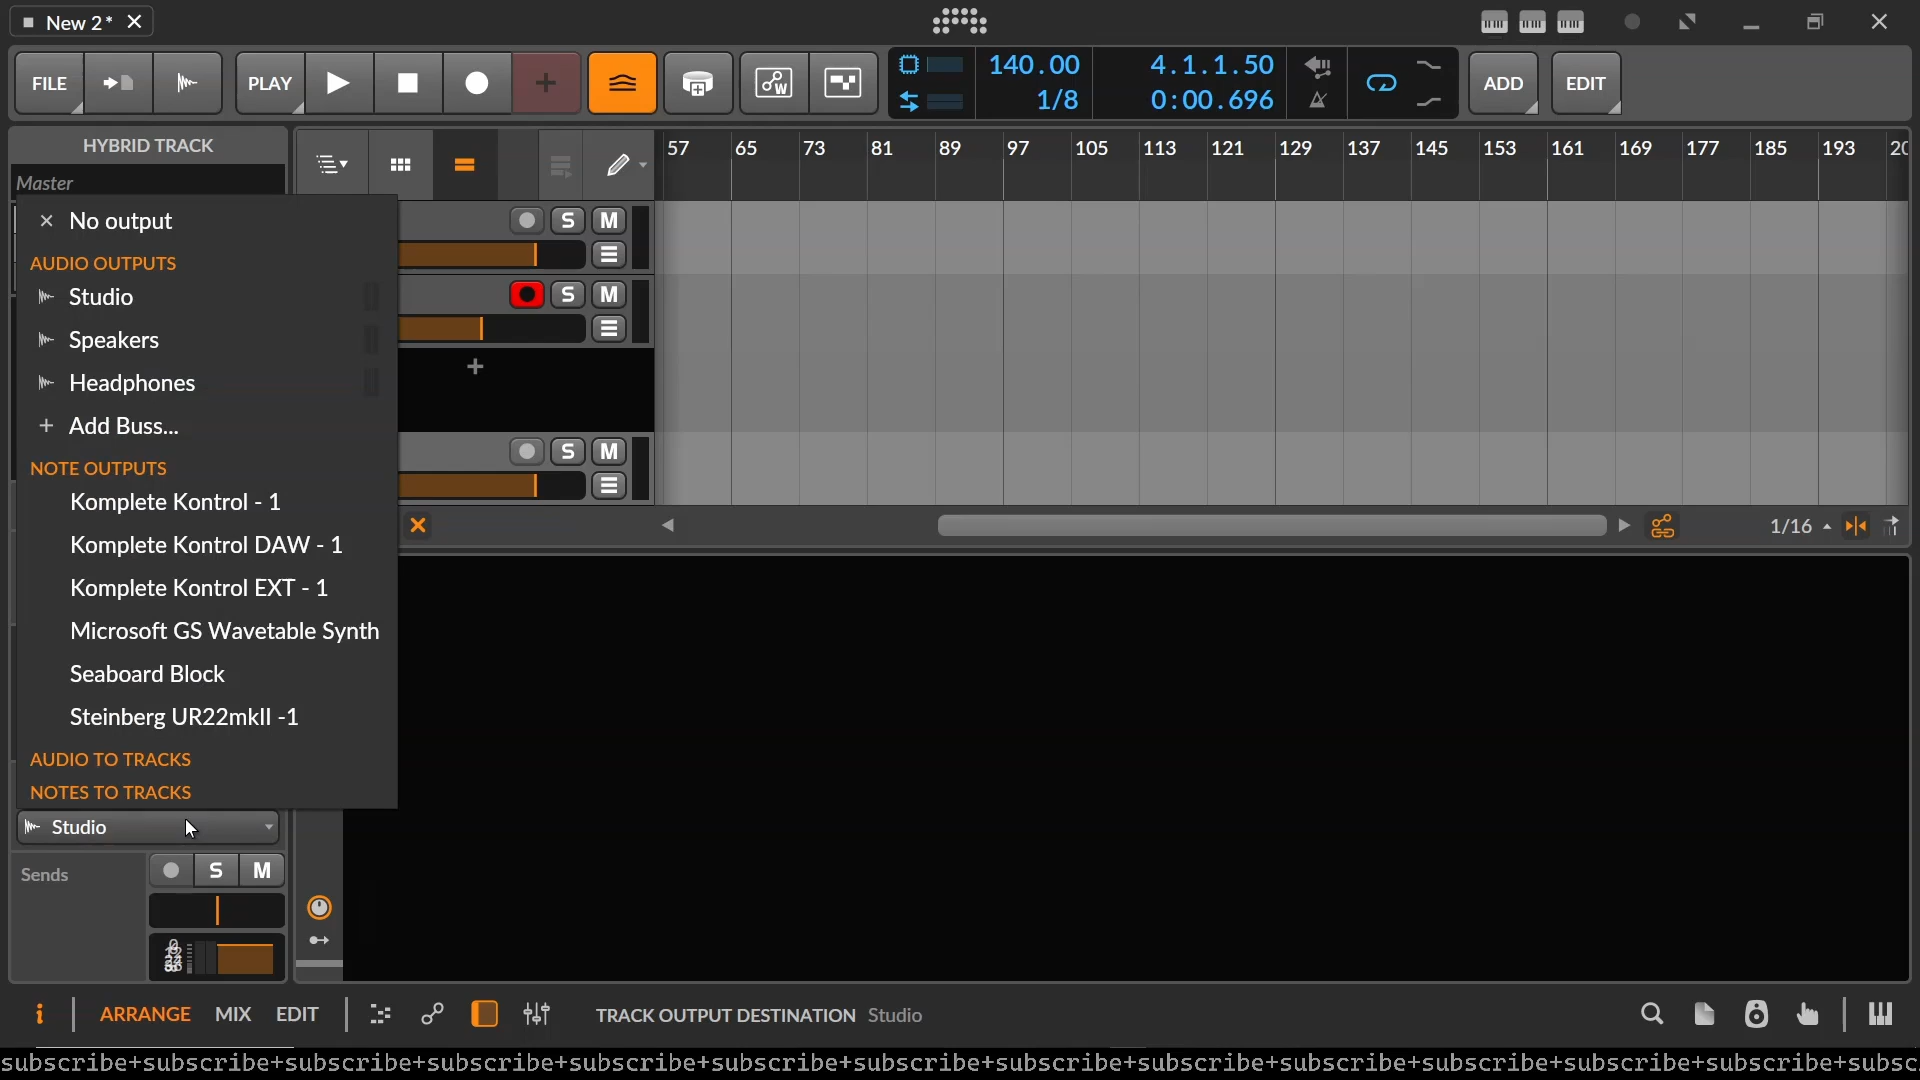 New 2*
FILE
PLAY
140.00
1/8
4.1.1.50
0:00.696
ADD
EDIT
HYBRID TRACK
57 65 73 81 89 97 105 113 121 129 137 145 153 161 169 177 185 193
Master
No output
AUDIO OUTPUTS
Studio
Speakers
Headphones
+ Add Buss...
NOTE OUTPUTS
Komplete Kontrol - 1
Komplete Kontrol DAW - 1
Komplete Kontrol EXT - 1
Microsoft GS Wavetable Synth
Seaboard Block
Steinberg UR22mkII -1
AUDIO TO TRACKS
NOTES TO TRACKS
S M
S M
S M
1/16
Studio
Sends
S M
ARRANGE MIX EDIT
TRACK OUTPUT DESTINATION Studio
subscribe+subscribe+subscribe+subscribe+subscribe+subscribe+subscribe+subscribe+subscribe+subscribe+subscribe+subscribe+subscribe+subsc